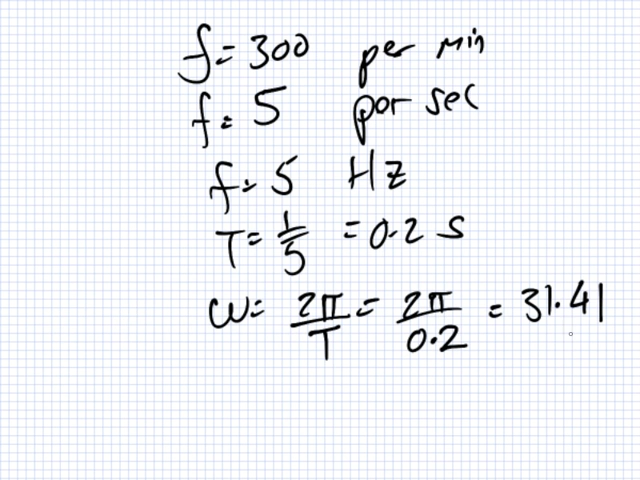 f = 300 per min
f = 5 per sec
f = 5 Hz
T = 1/5 = 0.2 s
ω = 2π/T = 2π/0.2 = 31.41